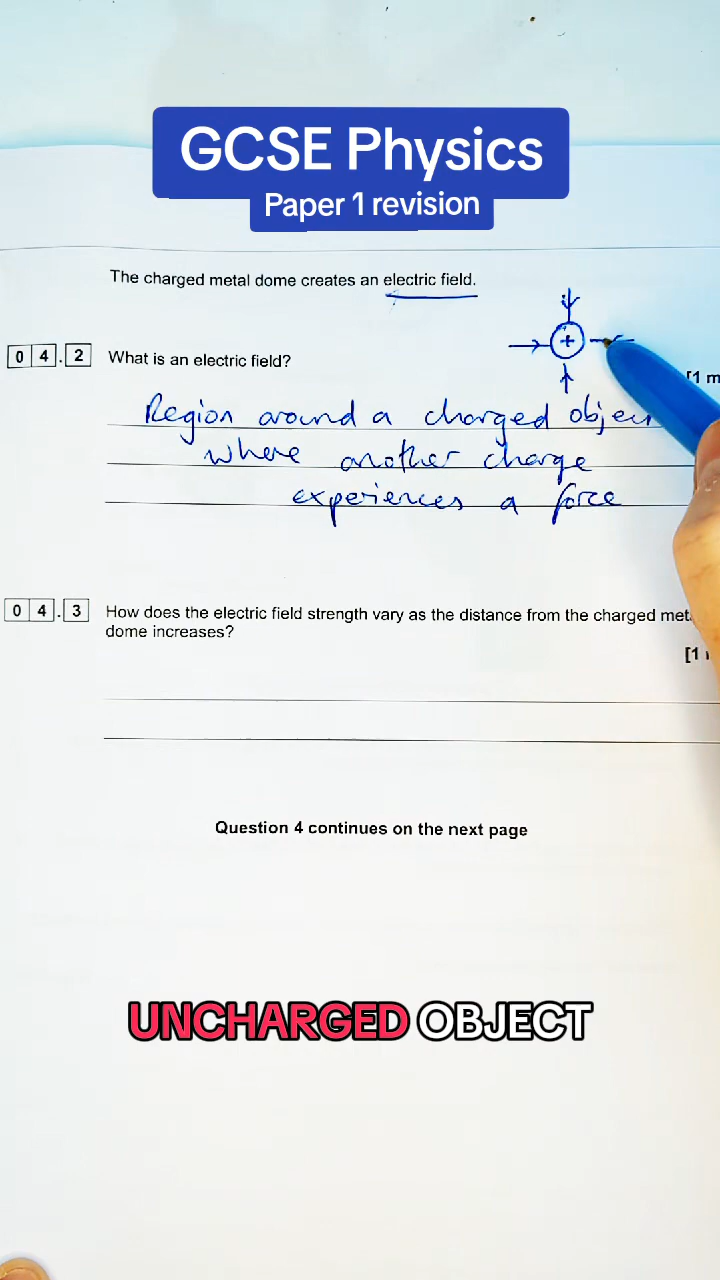 GCSE Physics
Paper 1 revision
The charged metal dome creates an electric field.
+
0 4 . 2 What is an electric field?
[1 m
Region around a charged objec
where another charge
experiences a force
0 4 . 3 How does the electric field strength vary as the distance from the charged met
dome increases?
[1
Question 4 continues on the next page
UNCHARGED OBJECT